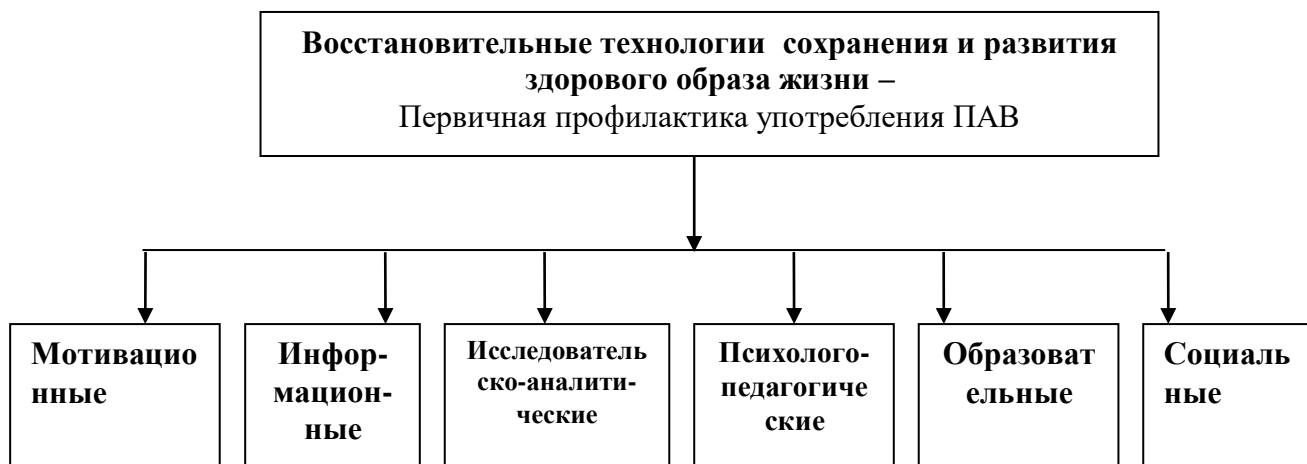 Восстановительные технологии сохранения и развития
здорового образа жизни –
Первичная профилактика употребления ПАВ
Мотивацио
нные
Инфор-
мацион-
ные
Исследователь
ско-аналити-
ческие
Психолого-
педагогиче
ские
Образоват
ельные
Социаль
ные